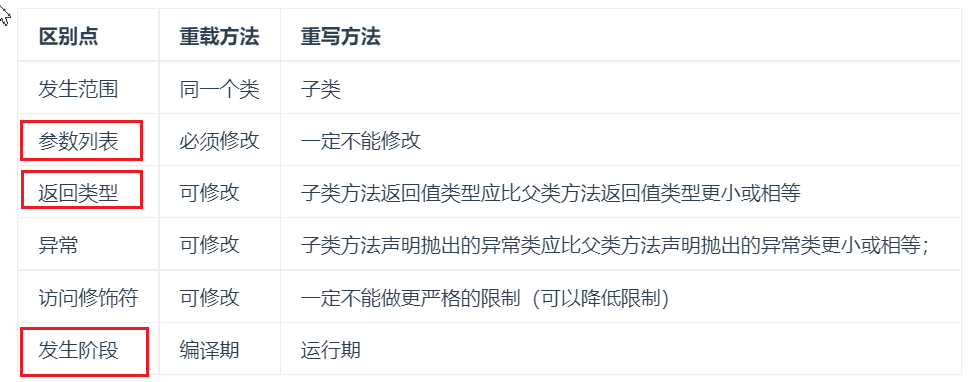 区别点 重载方法 重写方法
发生范围 同一个类 子类
参数列表 必须修改 一定不能修改
返回类型 可修改 子类方法返回值类型应比父类方法返回值类型更小或相等
异常 可修改 子类方法声明抛出的异常类应比父类方法声明抛出的异常类更小或相等；
访问修饰符 可修改 一定不能做更严格的限制（可以降低限制）
发生阶段 编译期 运行期